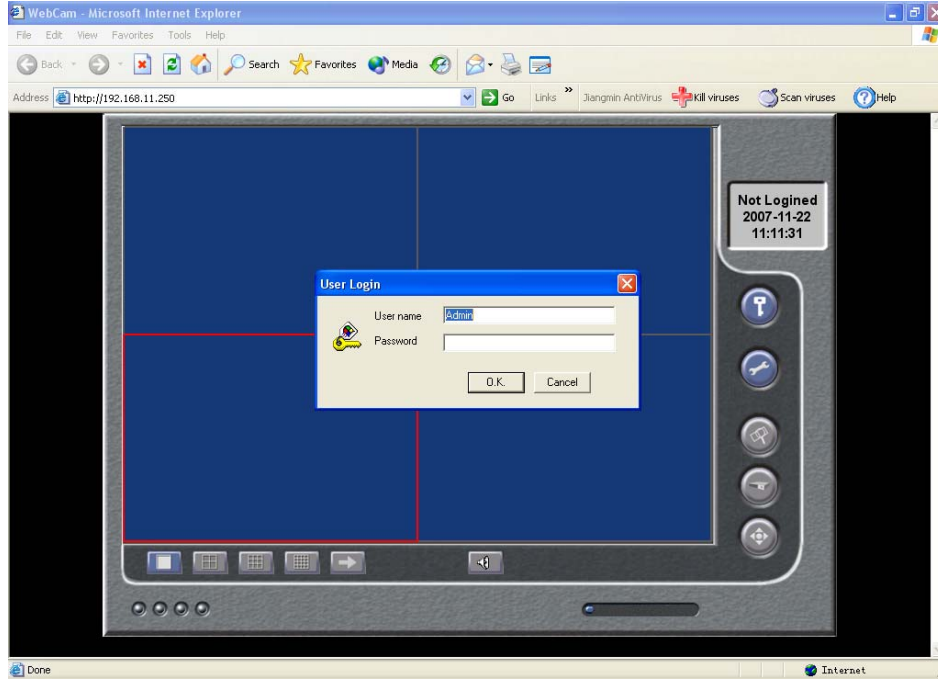 WebCam - Microsoft Internet Explorer
File Edit View Favorites Tools Help
Back Search Favorites Media
Address http://192.168.11.250 Go Links » Jiangmin AntiVirus Kill viruses Scan viruses Help
Not Logined
2007-11-22
11:11:31
User Login
User name Admin
Password
O.K. Cancel
Done Internet